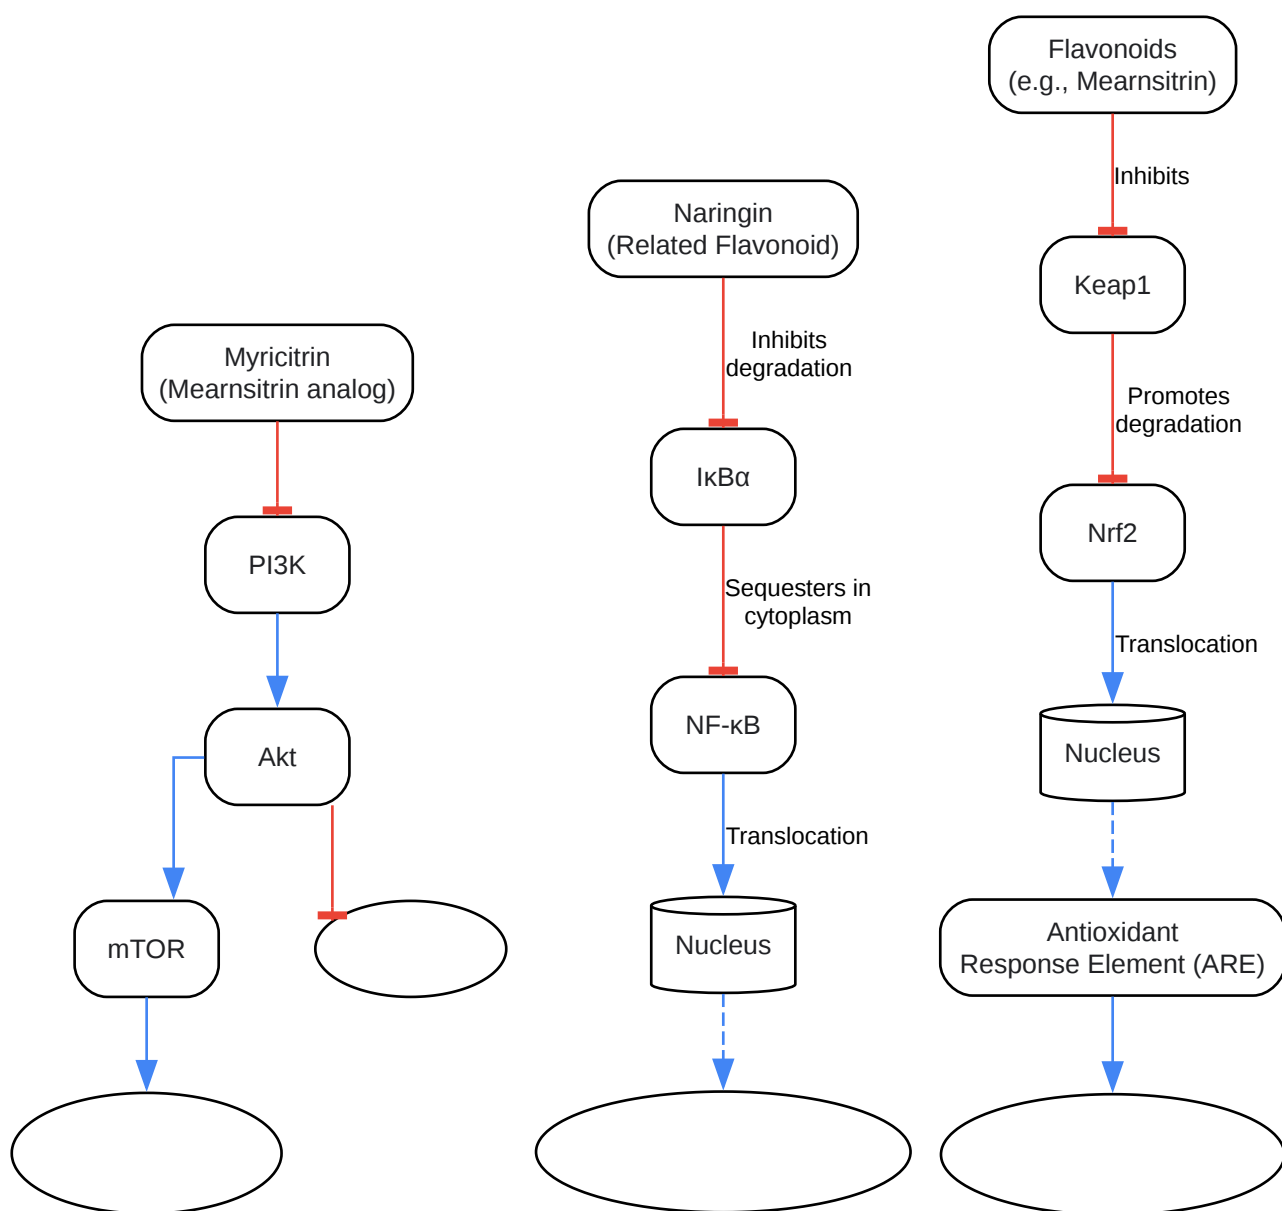 Myricitrin
(Mearnsitrin analog)
PI3K
Akt
mTOR
Naringin
(Related Flavonoid)
Inhibits
degradation
IκBα
Sequesters in
cytoplasm
NF-κB
Translocation
Nucleus
Flavonoids
(e.g., Mearnsitrin)
Inhibits
Keap1
Promotes
degradation
Nrf2
Translocation
Nucleus
Antioxidant
Response Element (ARE)